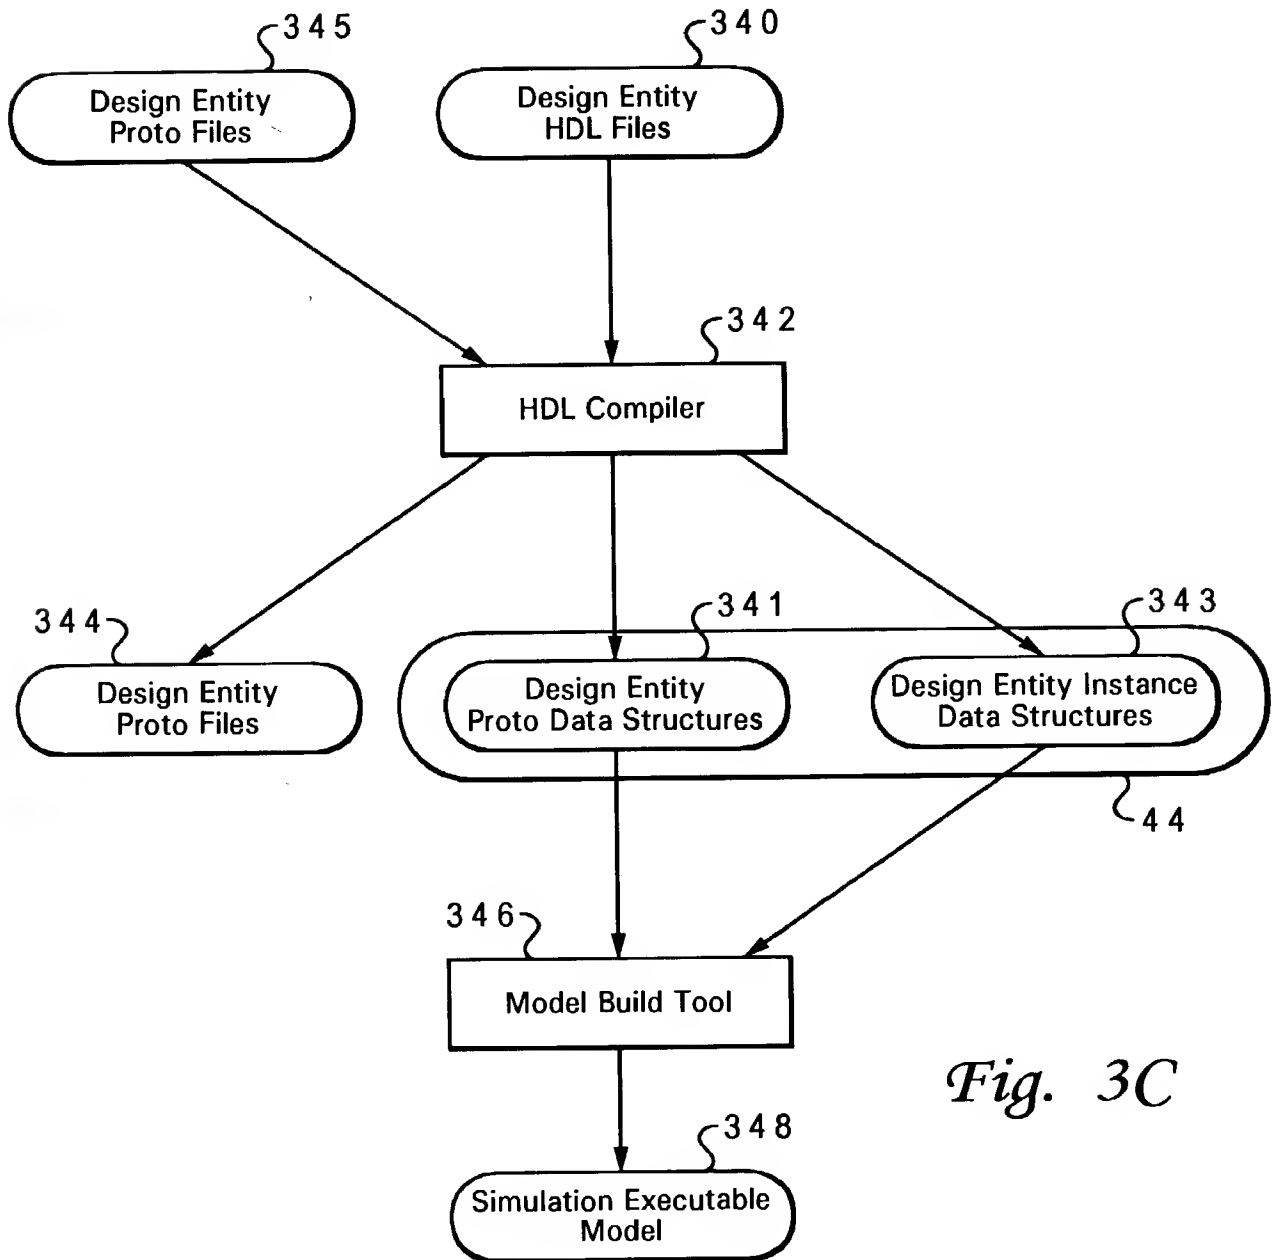 345
340
Design Entity
Proto Files
Design Entity
HDL Files
342
HDL Compiler
344
341
343
Design Entity
Proto Files
Design Entity
Proto Data Structures
Design Entity Instance
Data Structures
44
346
Model Build Tool
Fig. 3C
348
Simulation Executable
Model